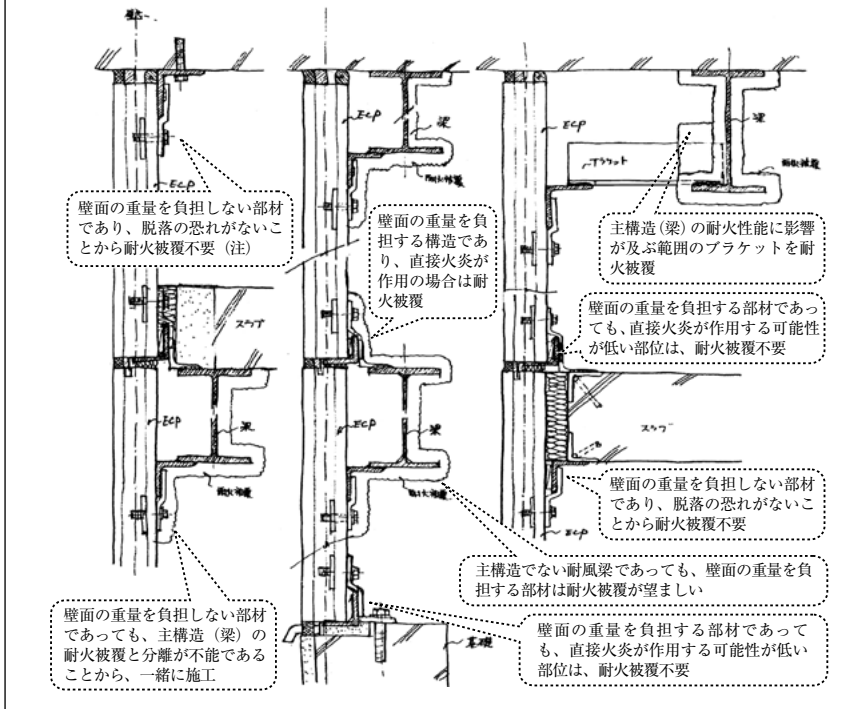 ECP
梁
耐火被覆
ECP
ブラケット
梁
耐火被覆
ECP
壁面の重量を負担しない部材
であり、脱落の恐れがないこ
とから耐火被覆不要（注）
壁面の重量を負
担する構造であ
り、直接火炎が
作用の場合は耐
火被覆
主構造（梁）の耐火性能に影響
が及ぶ範囲のブラケットを耐
火被覆
壁面の重量を負担する部材であっ
ても、直接火炎が作用する可能性
が低い部位は、耐火被覆不要
スラブ
ECP
梁
耐火被覆
ECP
梁
耐火被覆
スラブ
ECP
壁面の重量を負担しない部材
であり、脱落の恐れがないこ
とから耐火被覆不要
主構造でない耐風梁であっても、壁面の重量を負
担する部材は耐火被覆が望ましい
壁面の重量を負担しない部材
であっても、主構造（梁）の
耐火被覆と分離が不能である
ことから、一緒に施工
壁面の重量を負担する部材であって
も、直接火炎が作用する可能性が低い
部位は、耐火被覆不要
基礎